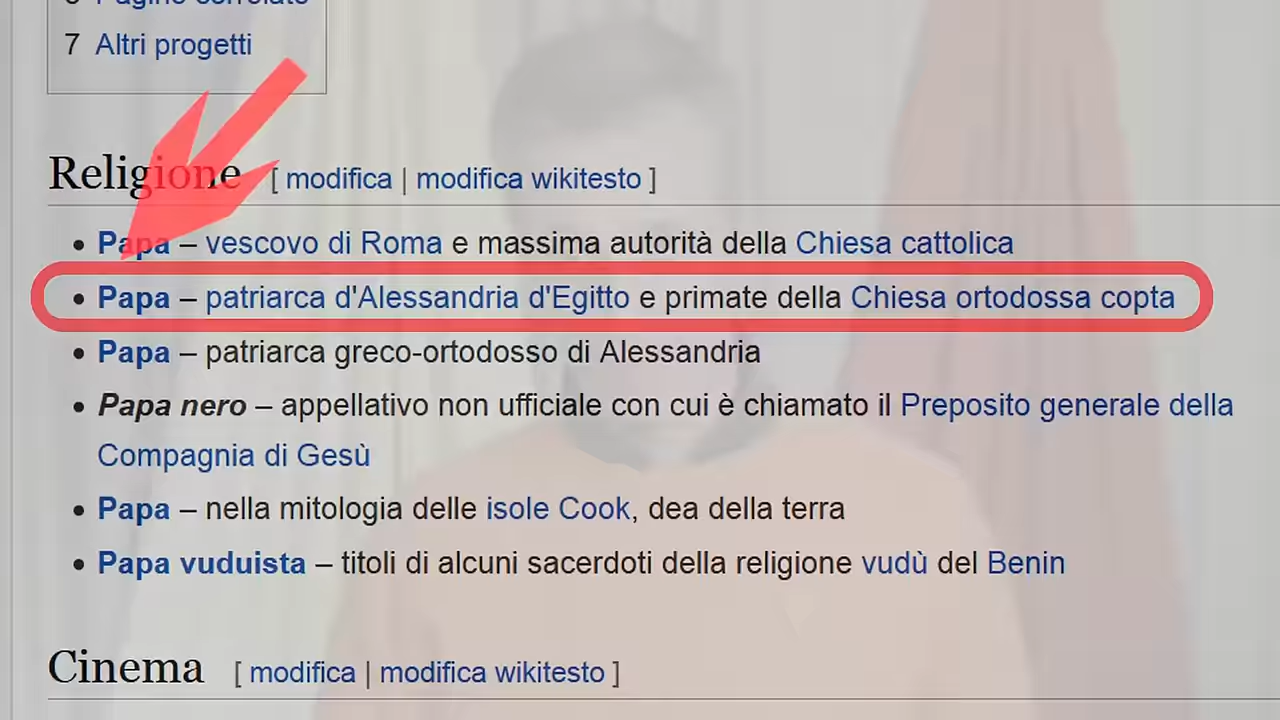 7 Altri progetti
Religione [ modifica | modifica wikitesto ]
Papa – vescovo di Roma e massima autorità della Chiesa cattolica
Papa – patriarca d'Alessandria d'Egitto e primate della Chiesa ortodossa copta
Papa – patriarca greco-ortodosso di Alessandria
Papa nero – appellativo non ufficiale con cui è chiamato il Preposito generale della
Compagnia di Gesù
Papa – nella mitologia delle isole Cook, dea della terra
Papa vuduista – titoli di alcuni sacerdoti della religione vudù del Benin
Cinema [ modifica | modifica wikitesto ]